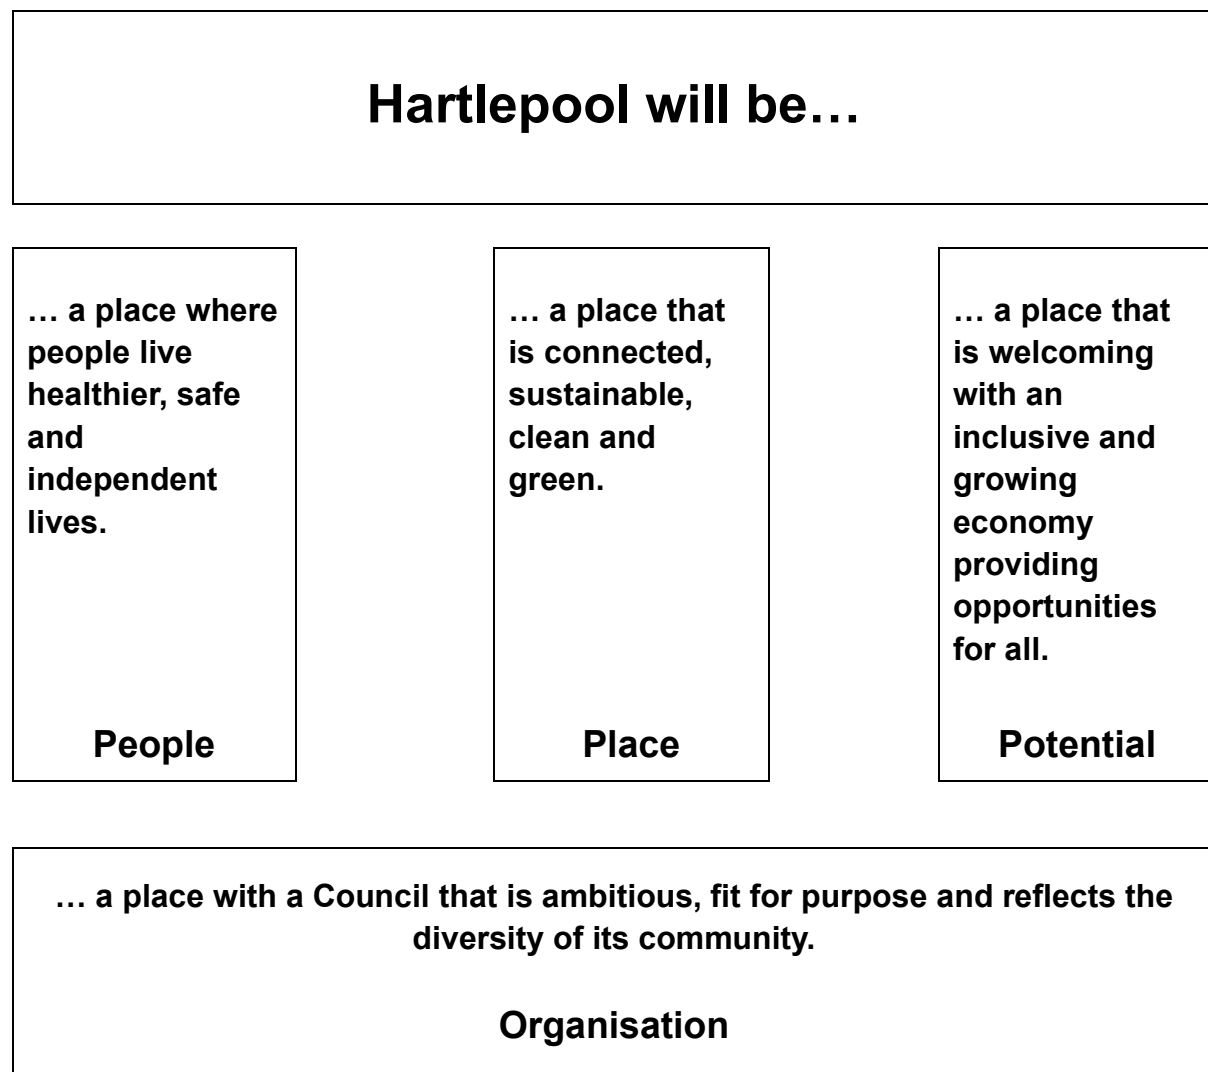 Hartlepool will be…
… a place where
people live
healthier, safe
and
independent
lives.
People
… a place that
is connected,
sustainable,
clean and
green.
Place
… a place that
is welcoming
with an
inclusive and
growing
economy
providing
opportunities
for all.
Potential
… a place with a Council that is ambitious, fit for purpose and reflects the
diversity of its community.
Organisation